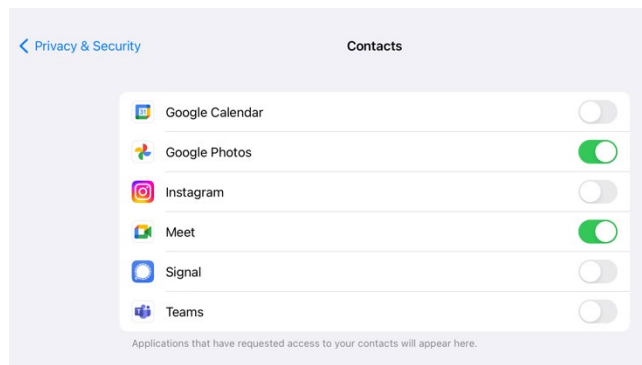 Privacy & Security
Contacts
Google Calendar
Google Photos
Instagram
Meet
Signal
Teams
Applications that have requested access to your contacts will appear here.